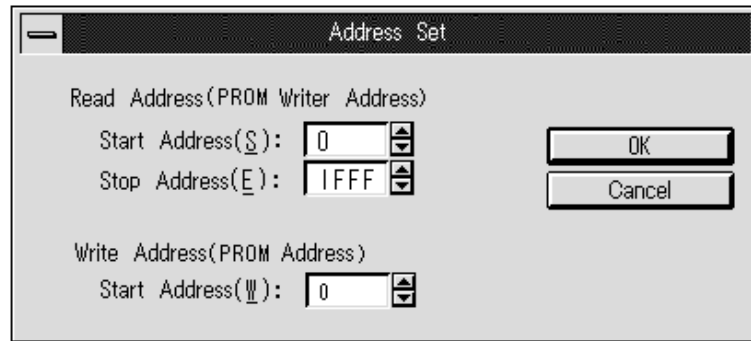 Address Set
Read Address(PROM Writer Address)
Start Address(S): 0
Stop Address(E): 1FFF
OK
Cancel
Write Address(PROM Address)
Start Address(W): 0